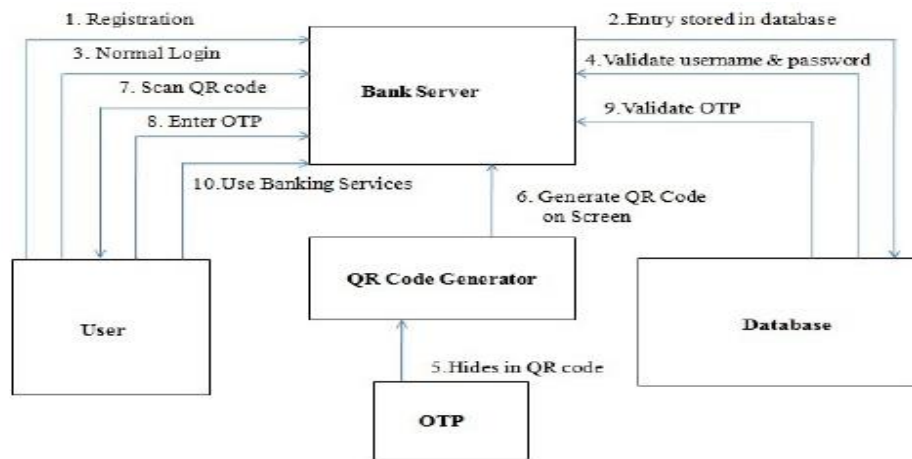 1. Registration
2.Entry stored in database
3. Normal Login
4.Validate username & password
7. Scan QR code
Bank Server
9.Validate OTP
8. Enter OTP
10.Use Banking Services
6. Generate QR Code
on Screen
QR Code Generator
User
Database
5.Hides in QR code
OTP